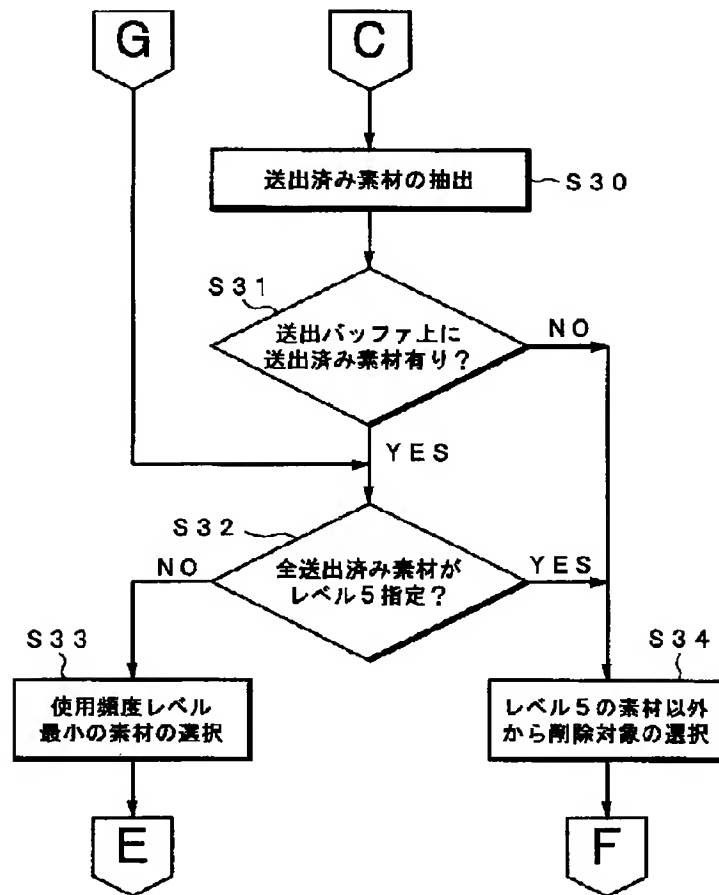 G
C
送出済み素材の抽出
S30
S31
送出バッファ上に
送出済み素材有り?
NO
YES
S32
全送出済み素材が
レベル5指定?
NO
YES
S33
使用頻度レベル
最小の素材の選択
S34
レベル5の素材以外
から削除対象の選択
E
F